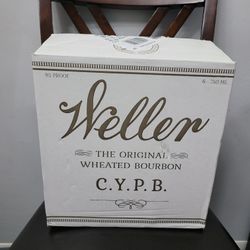 95 PROOF
6 - 750 ML
Weller
THE ORIGINAL
WHEATED BOURBON
C.Y.P.B.